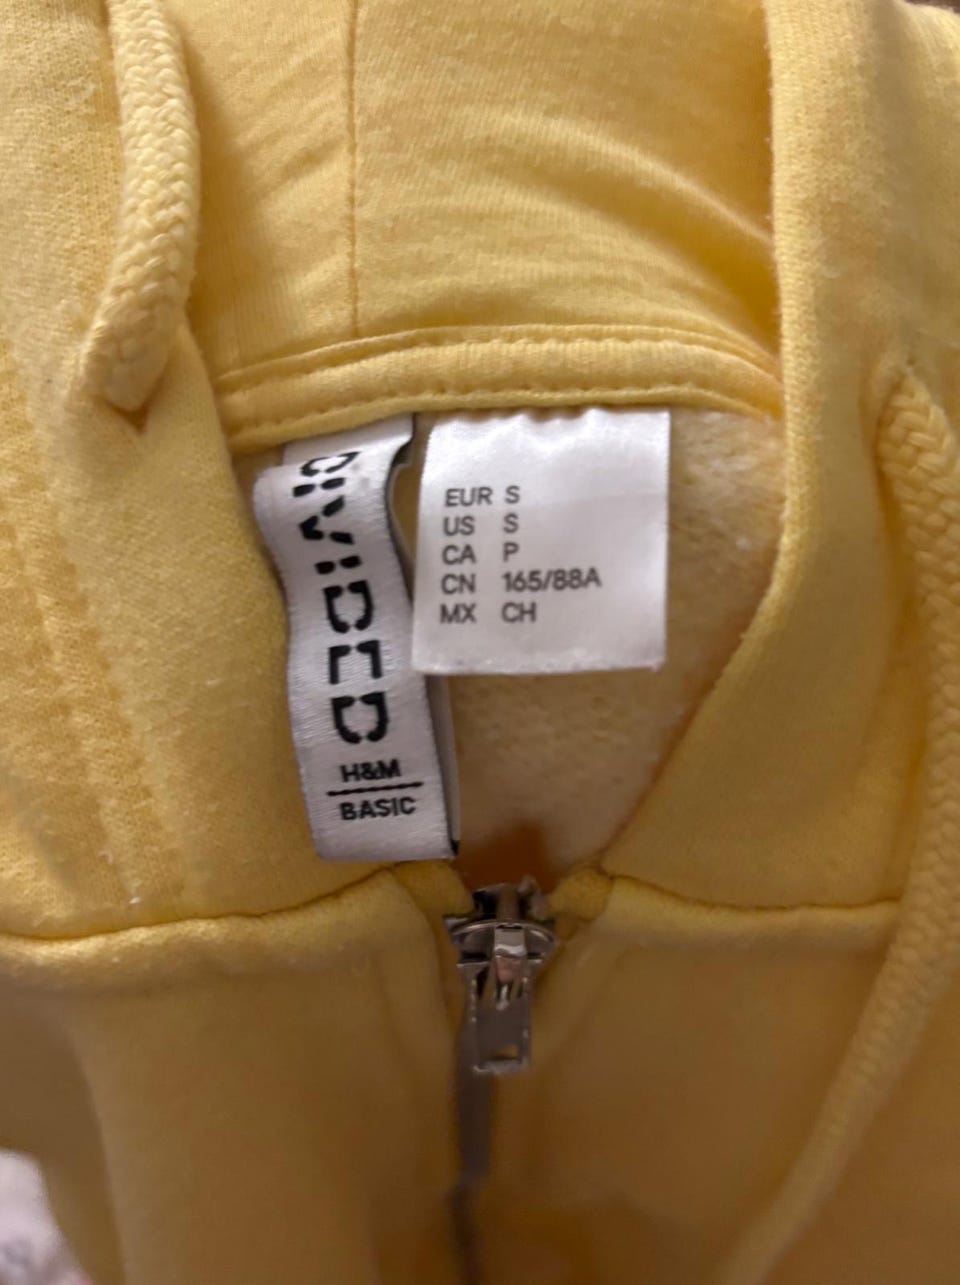 DIVIDED
H&M
BASIC
EUR S
US S
CA P
CN 165/88A
MX CH